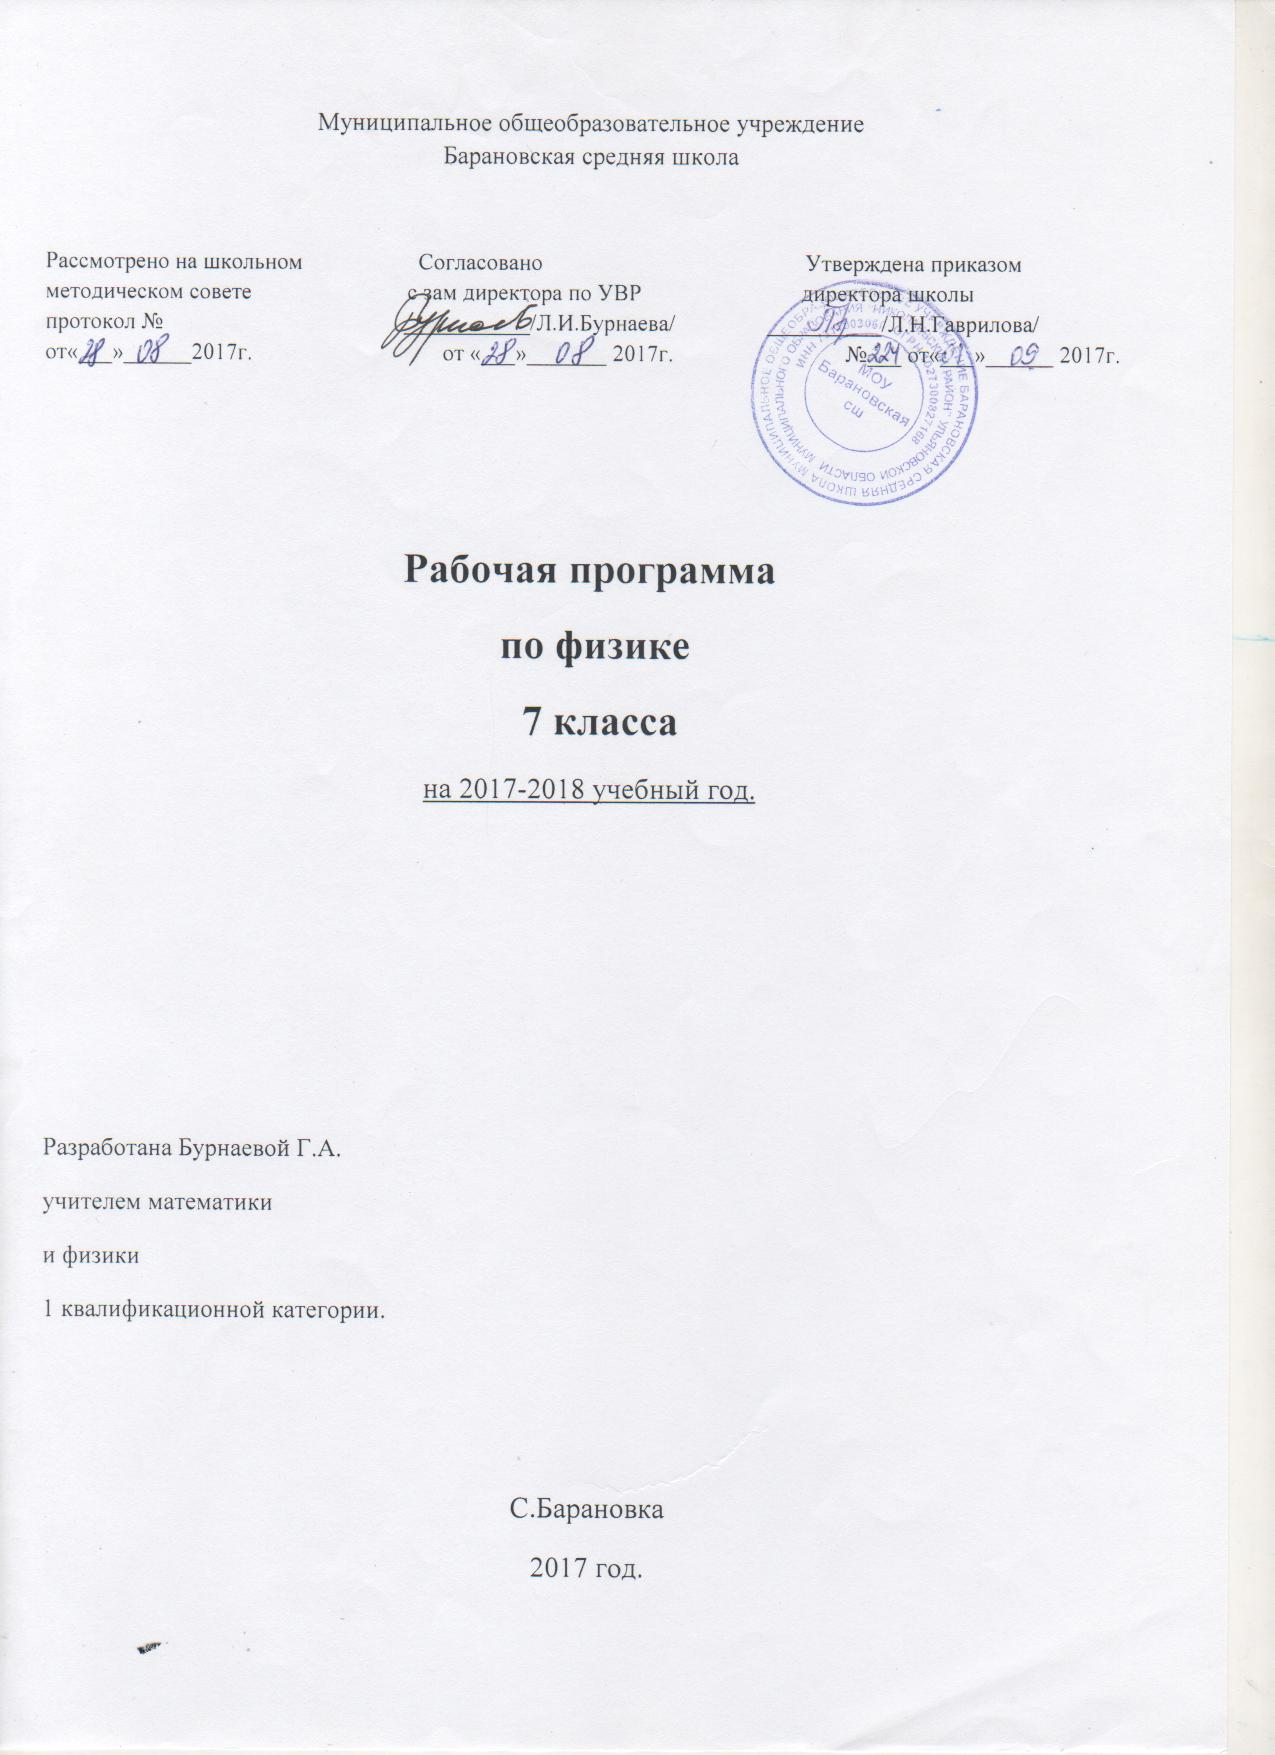 Муниципальное общеобразовательное учреждение
Барановская средняя школа
Рассмотрено на школьном
методическом совете
протокол №
от«28» 08 2017г.
Согласовано
с зам директора по УВР
/Л.И.Бурнаева/
от «28» 08 2017г.
Утверждена приказом
директора школы
/Л.Н.Гаврилова/
№224 от« » 09 2017г.
МОУ
Барановская
сш
Рабочая программа
по физике
7 класса
на 2017-2018 учебный год.
Разработана Бурнаевой Г.А.
учителем математики
и физики
1 квалификационной категории.
С.Барановка
2017 год.